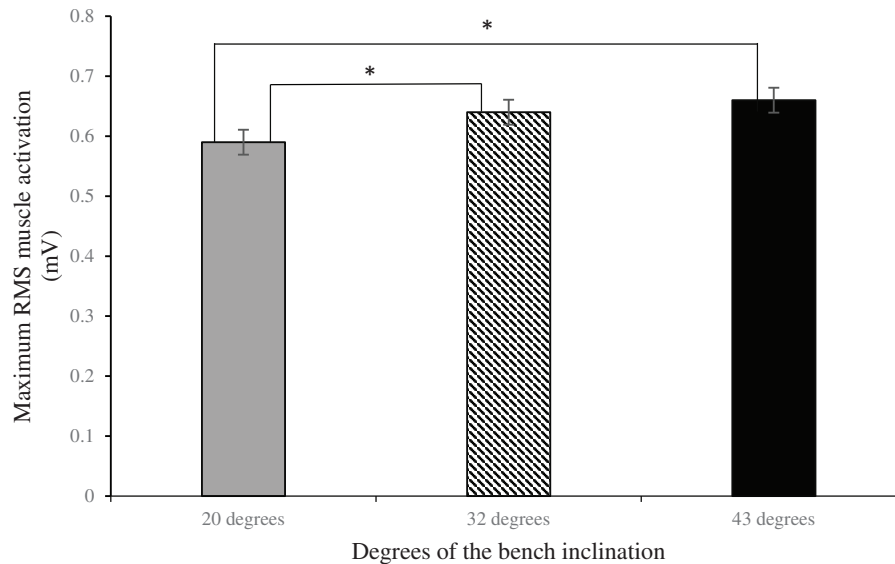 0.8
0.7
0.6
0.5
0.4
0.3
0.2
0.1
0
Maximum RMS muscle activation
(mV)
*
*
20 degrees
32 degrees
43 degrees
Degrees of the bench inclination